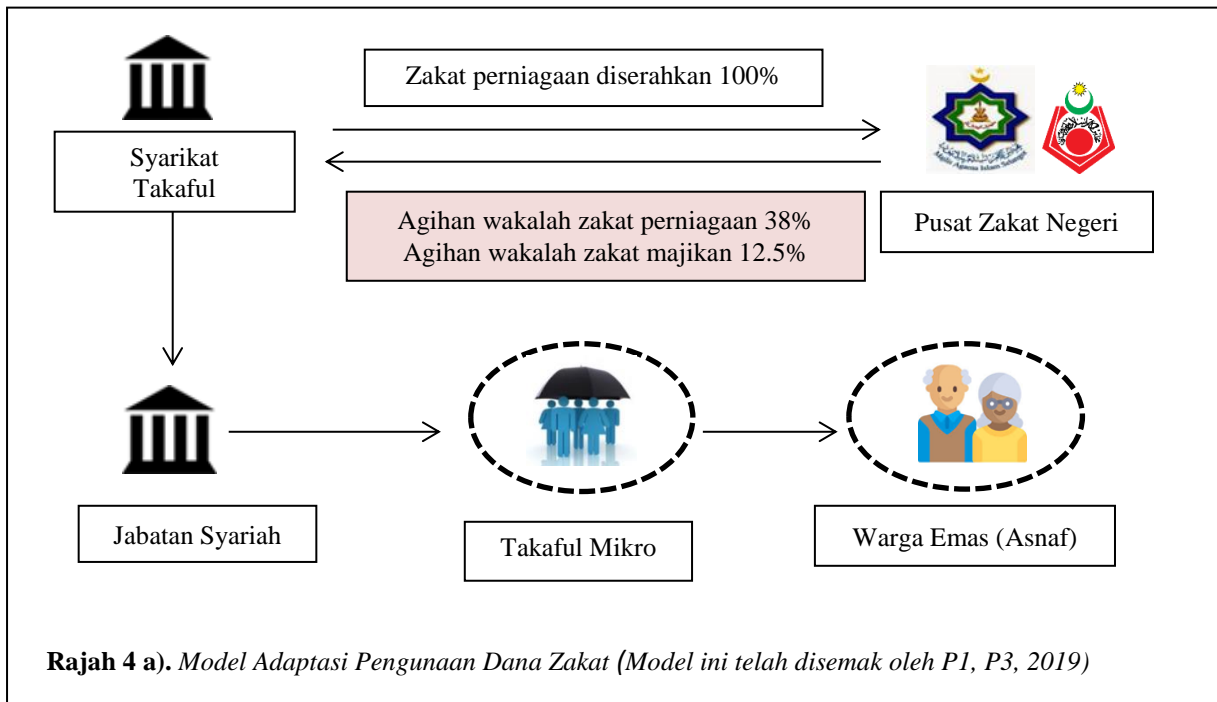 Zakat perniagaan diserahkan 100%
Syarikat
Takaful
Agihan wakalah zakat perniagaan 38%
Agihan wakalah zakat majikan 12.5%
Pusat Zakat Negeri
Jabatan Syariah
Takaful Mikro
Warga Emas (Asnaf)
Rajah 4 a). Model Adaptasi Pengunaan Dana Zakat (Model ini telah disemak oleh P1, P3, 2019)